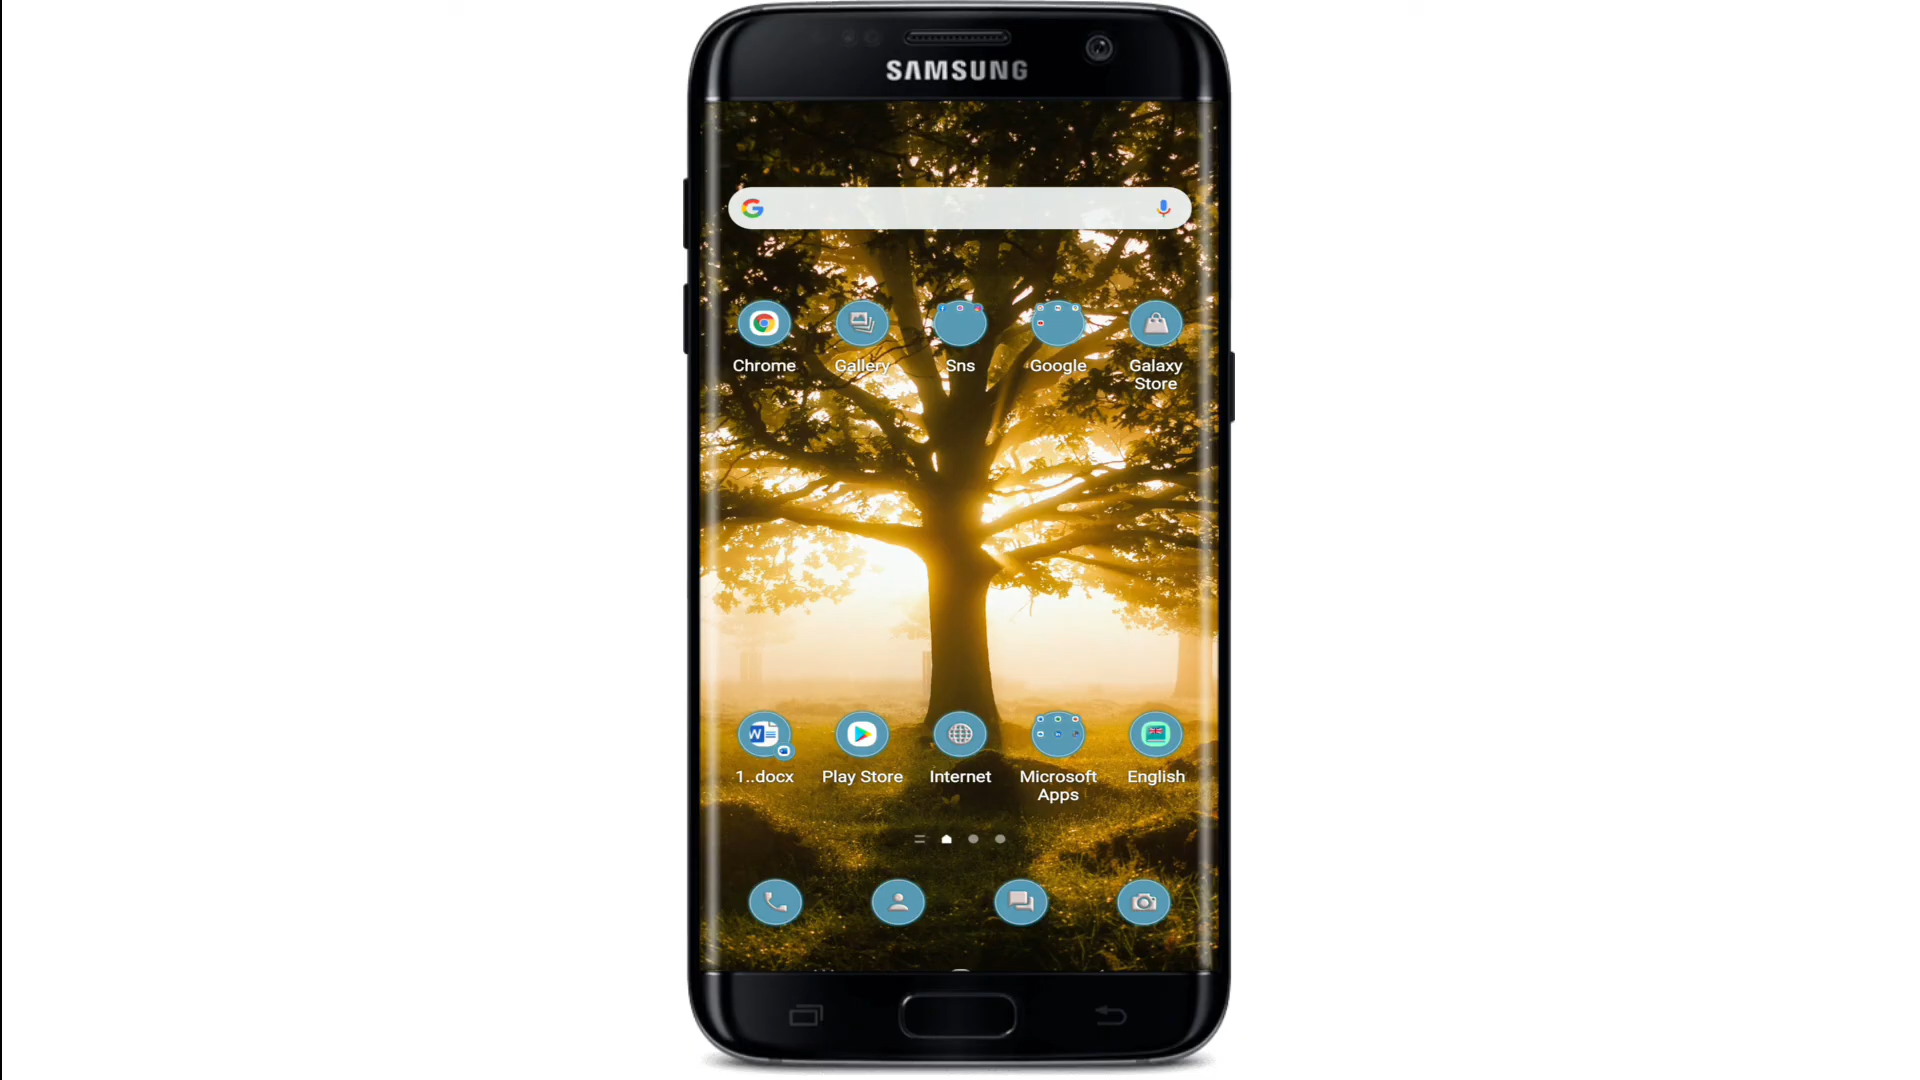 SAMSUNG
Chrome
Gallery
Sns
Google
Galaxy
Store
1..docx
Play Store
Internet
Microsoft
Apps
English